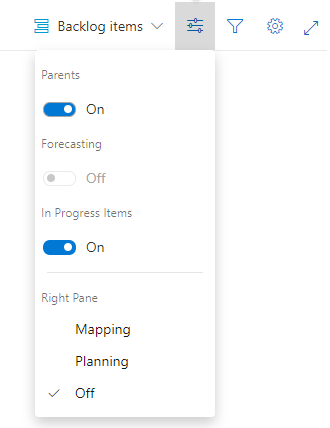 Backlog items
Parents
On
Forecasting
Off
In Progress Items
On
Right Pane
Mapping
Planning
Off